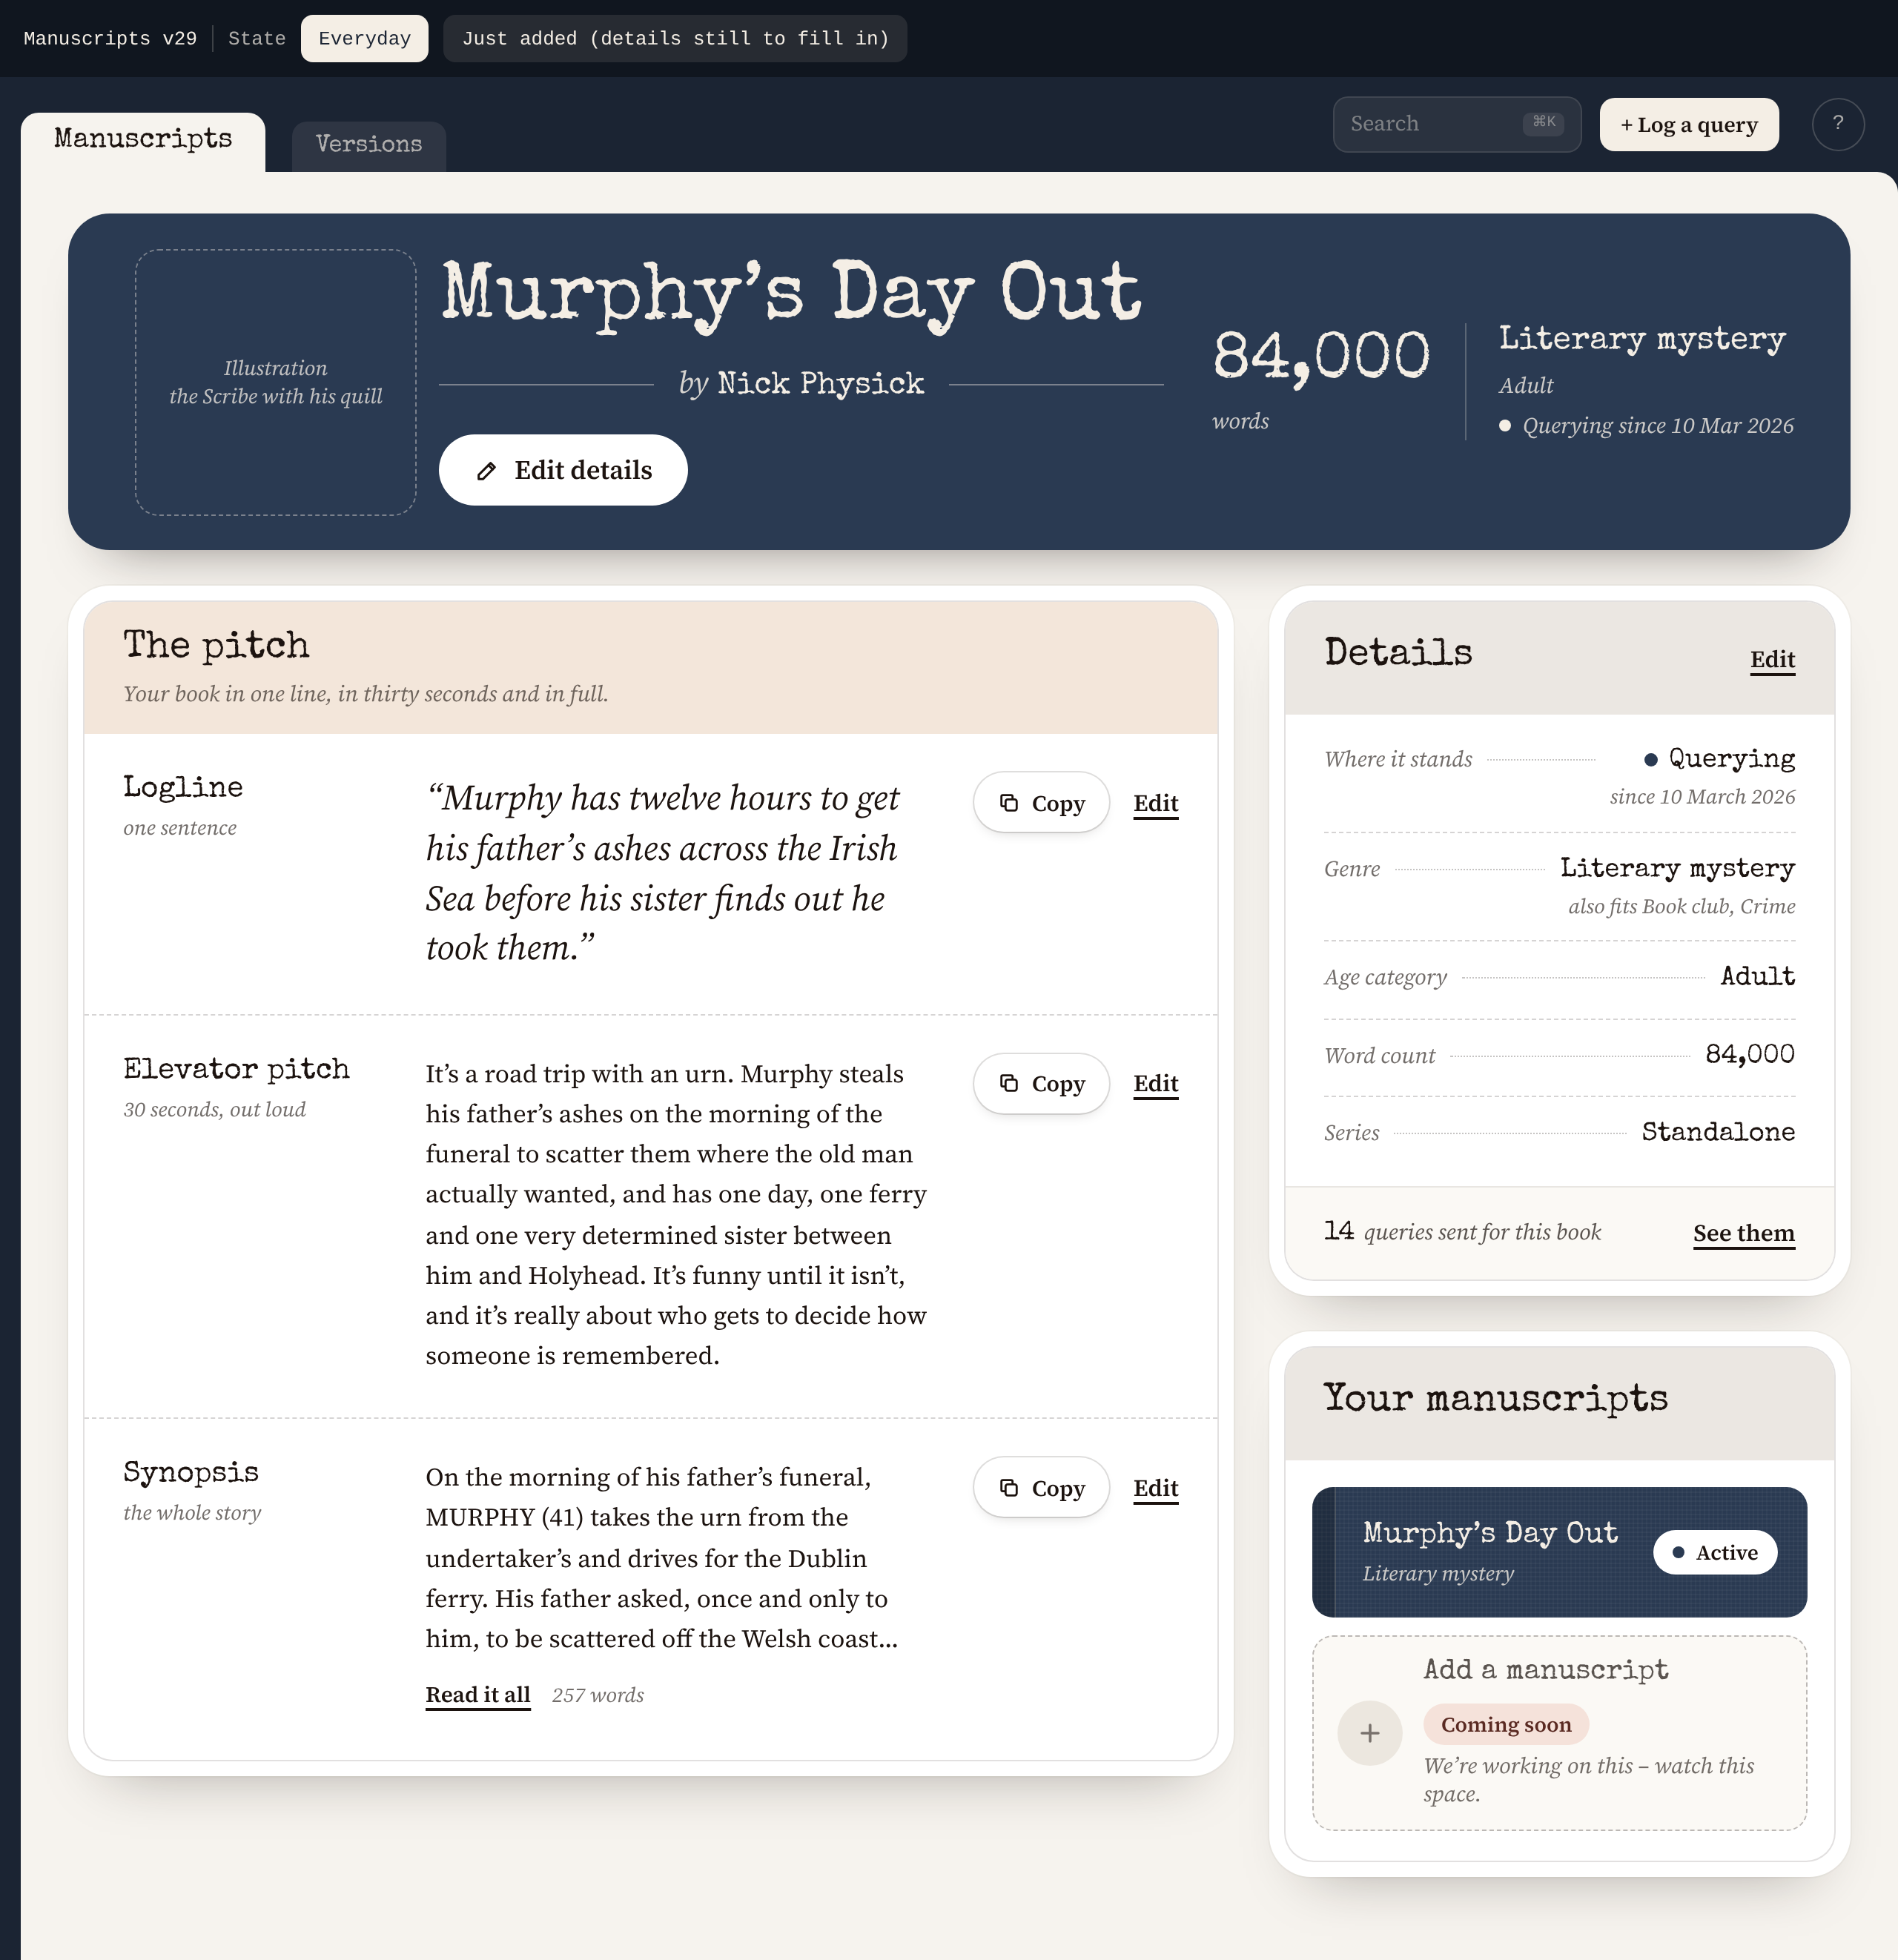 Manuscripts v29
State
Everyday
Just added (details still to fill in)
Manuscripts
Versions
Search
⌘K
+ Log a query
?
Illustration
the Scribe with his quill
Murphy’s Day Out
by Nick Physick
Edit details
84,000
words
Literary mystery
Adult
Querying since 10 Mar 2026
The pitch
Your book in one line, in thirty seconds and in full.
Logline
one sentence
“Murphy has twelve hours to get
his father’s ashes across the Irish
Sea before his sister finds out he
took them.”
Copy
Edit
Elevator pitch
30 seconds, out loud
It’s a road trip with an urn. Murphy steals
his father’s ashes on the morning of the
funeral to scatter them where the old man
actually wanted, and has one day, one ferry
and one very determined sister between
him and Holyhead. It’s funny until it isn’t,
and it’s really about who gets to decide how
someone is remembered.
Copy
Edit
Synopsis
the whole story
On the morning of his father’s funeral,
MURPHY (41) takes the urn from the
undertaker’s and drives for the Dublin
ferry. His father asked, once and only to
him, to be scattered off the Welsh coast...
Read it all
257 words
Copy
Edit
Details
Edit
Where it stands
Querying
since 10 March 2026
Genre
Literary mystery
also fits Book club, Crime
Age category
Adult
Word count
84,000
Series
Standalone
14 queries sent for this book
See them
Your manuscripts
Murphy’s Day Out
Literary mystery
Active
Add a manuscript
Coming soon
We’re working on this – watch this
space.